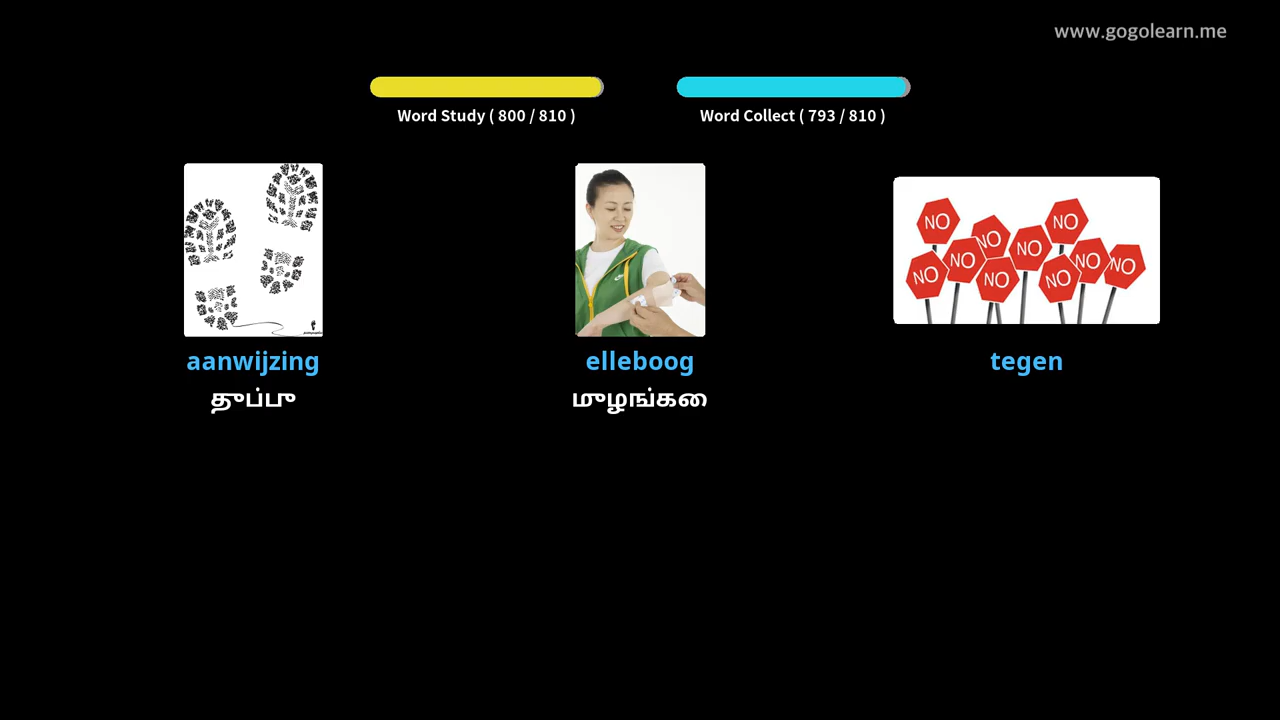 www.gogolearn.me
Word Study ( 800 / 810 )
Word Collect ( 793 / 810 )
NO
NO
NO
NO
NO
NO
NO
NO
NO
NO
aanwijzing
துப்பு
elleboog
முழங்கை
tegen